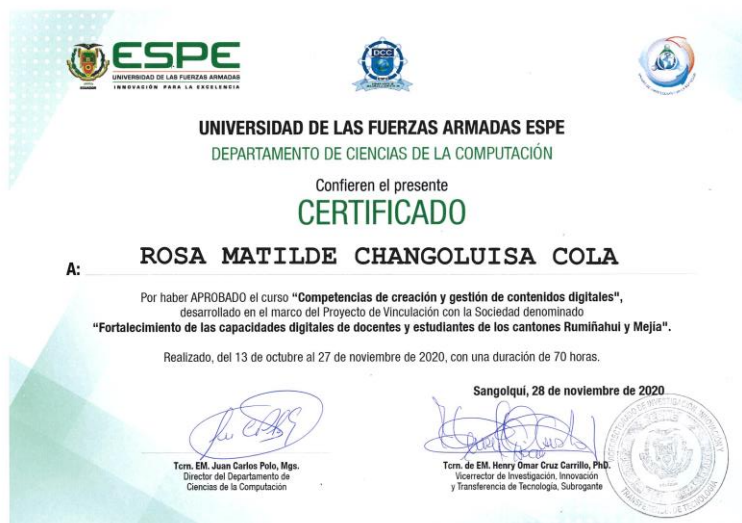 ESPE
UNIVERSIDAD DE LAS FUERZAS ARMADAS
INNOVACIÓN PARA LA EXCELENCIA
DCC
UNIVERSIDAD DE LAS FUERZAS ARMADAS ESPE
DEPARTAMENTO DE CIENCIAS DE LA COMPUTACIÓN
Confieren el presente
CERTIFICADO
A: ROSA MATILDE CHANGOLUISA COLA
Por haber APROBADO el curso "Competencias de creación y gestión de contenidos digitales",
desarrollado en el marco del Proyecto de Vinculación con la Sociedad denominado
"Fortalecimiento de las capacidades digitales de docentes y estudiantes de los cantones Rumiñahui y Mejía".
Realizado, del 13 de octubre al 27 de noviembre de 2020, con una duración de 70 horas.
Sangolquí, 28 de noviembre de 2020
Tcrn. EM. Juan Carlos Polo, Mgs.
Director del Departamento de
Ciencias de la Computación
Tcrn. de EM. Henry Omar Cruz Carrillo, PhD.
Vicerrector de Investigación, Innovación
y Transferencia de Tecnología, Subrogante